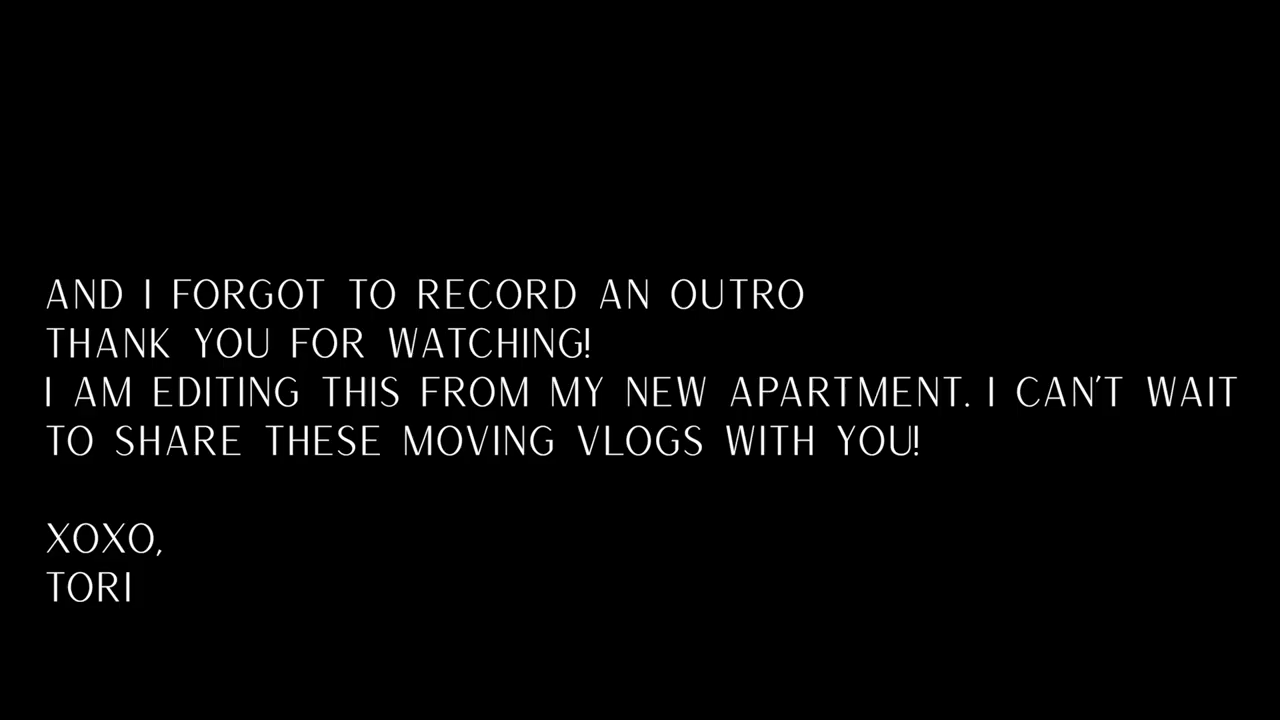 AND I FORGOT TO RECORD AN OUTRO
THANK YOU FOR WATCHING!
I AM EDITING THIS FROM MY NEW APARTMENT. I CAN'T WAIT
TO SHARE THESE MOVING VLOGS WITH YOU!
XOXO,
TORI